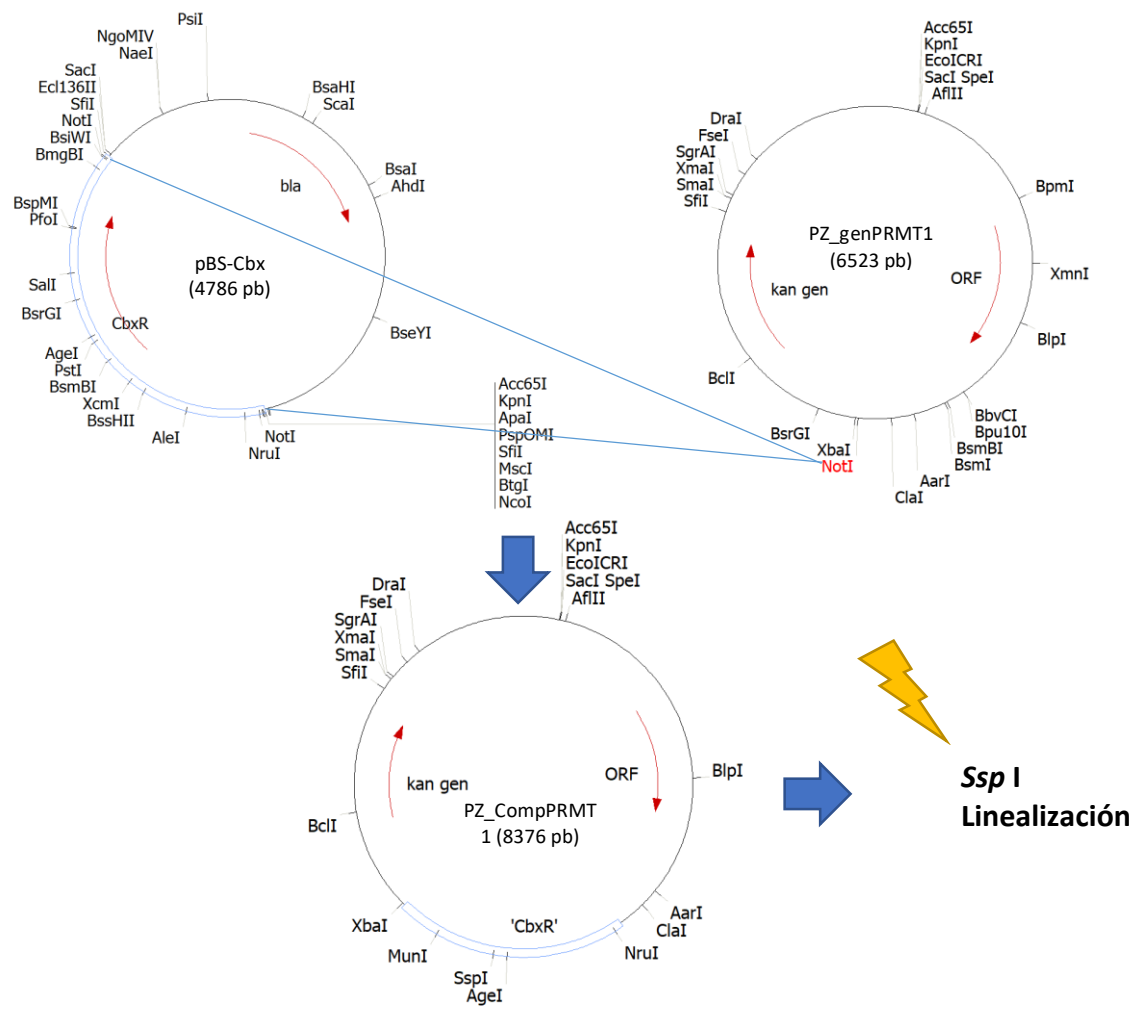 PsiI
NgoMIV
NaeI
SacI
Ecl136II
SfiI
NotI
BsiWI
BmgBI
BspMI
PfoI
SalI
BsrGI
AgeI
PstI
BsmBI
XcmI
BssHII
AleI
NruI
NotI
BsaHI
ScaI
BsaI
AhdI
BseYI
bla
CbxR
pBS-Cbx
(4786 pb)
Acc65I
KpnI
ApaI
PspOMI
SfiI
MscI
BtgI
NcoI
Acc65I
KpnI
EcoICRI
SacI SpeI
AflII
DraI
FseI
SgrAI
XmaI
SmaI
SfiI
BpmI
XmnI
BlpI
BbvCI
Bpu10I
BsmBI
BsmI
AarI
ClaI
XbaI
NotI
BsrGI
BclI
kan gen
ORF
PZ_genPRMT1
(6523 pb)
Acc65I
KpnI
EcoICRI
SacI SpeI
AflII
DraI
FseI
SgrAI
XmaI
SmaI
SfiI
BlpI
AarI
ClaI
NruI
AgeI
SspI
MunI
XbaI
BclI
kan gen
ORF
PZ_CompPRMT
1 (8376 pb)
'CbxR'
Ssp I
Linealización